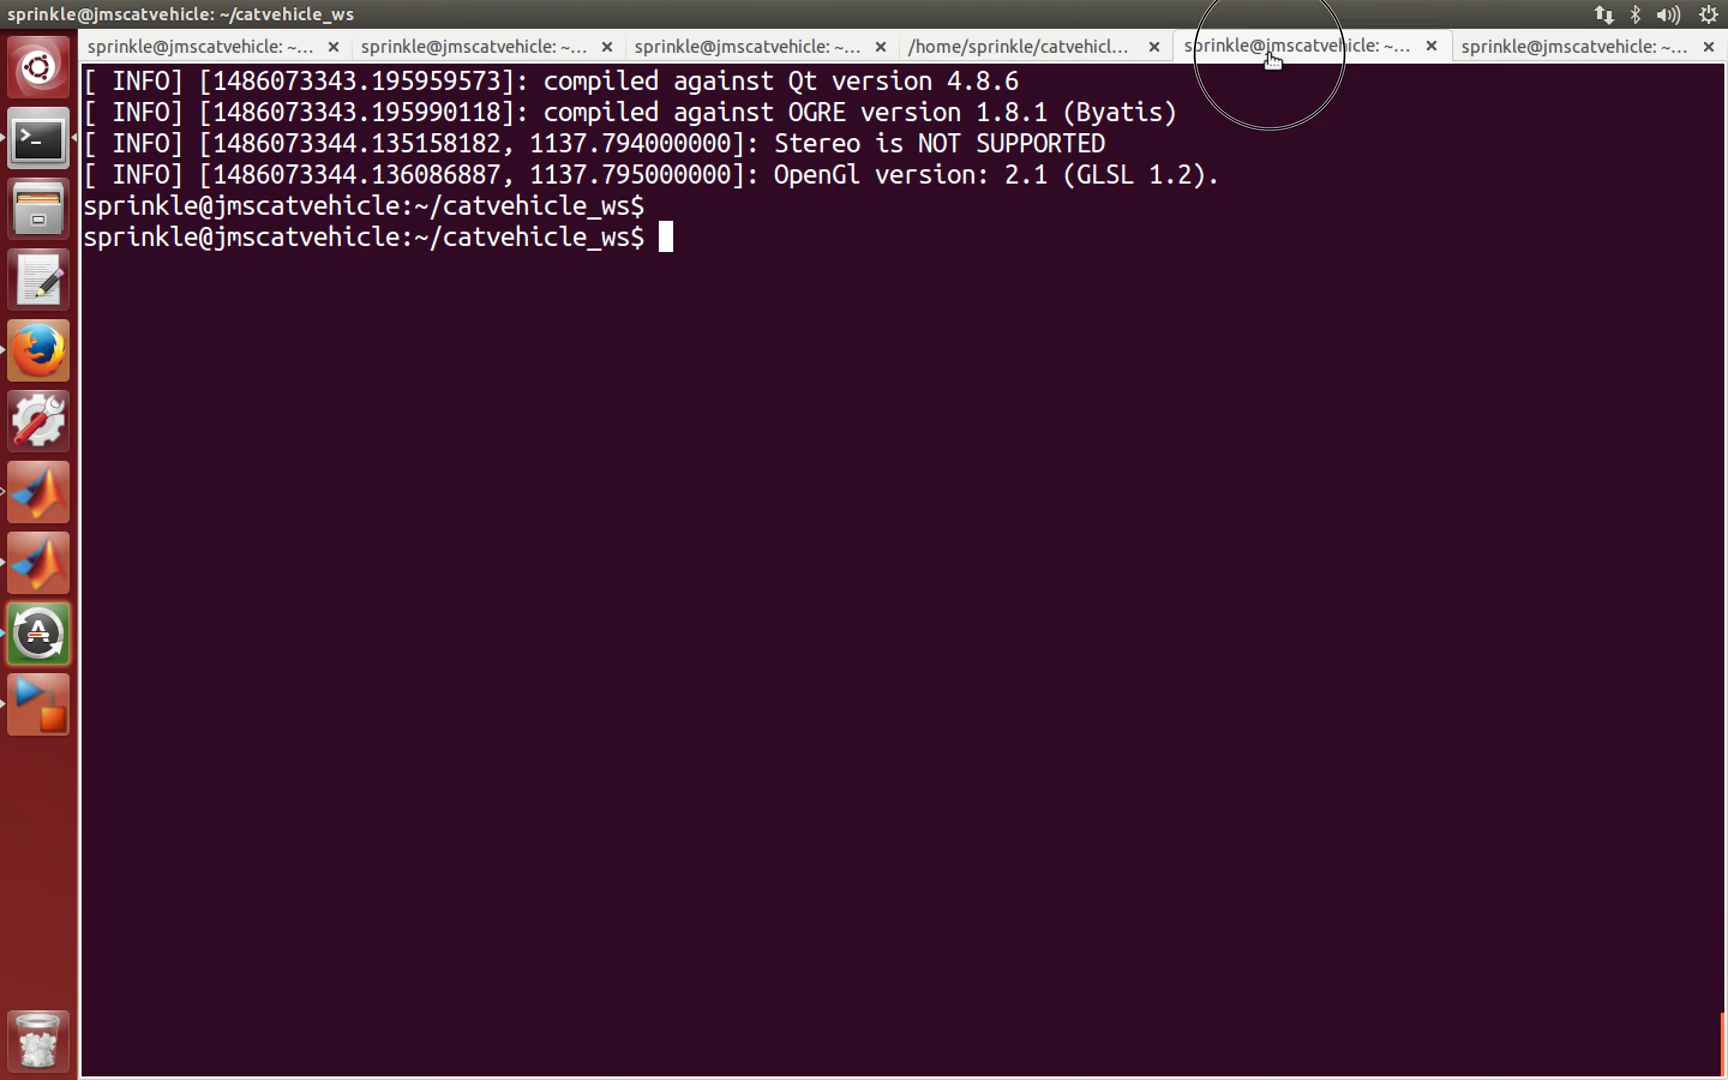 sprinkle@jmscatvehicle: ~/catvehicle_ws
sprinkle@jmscatvehicle: ~... sprinkle@jmscatvehicle: ~... sprinkle@jmscatvehicle: ~... /home/sprinkle/catvehicl... sprinkle@jmscatvehicle: ~... sprinkle@jmscatvehicle: ~...
[ INFO] [1486073343.195959573]: compiled against Qt version 4.8.6
[ INFO] [1486073343.195990118]: compiled against OGRE version 1.8.1 (Byatis)
[ INFO] [1486073344.135158182, 1137.794000000]: Stereo is NOT SUPPORTED
[ INFO] [1486073344.136086887, 1137.795000000]: OpenGl version: 2.1 (GLSL 1.2).
sprinkle@jmscatvehicle:~/catvehicle_ws$
sprinkle@jmscatvehicle:~/catvehicle_ws$